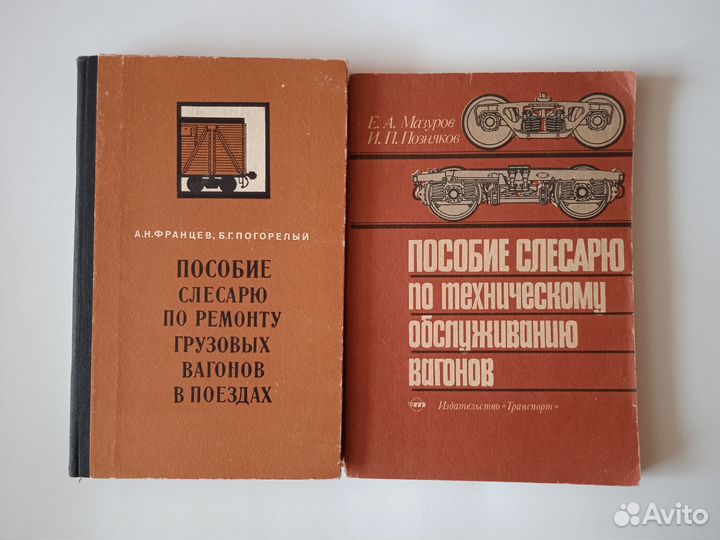 А.Н.ФРАНЦЕВ, Б.Г.ПОГОРЕЛЫЙ
ПОСОБИЕ
СЛЕСАРЮ
ПО РЕМОНТУ
ГРУЗОВЫХ
ВАГОНОВ
В ПОЕЗДАХ
Е. А. Мазуров
И. П. Позняков
ПОСОБИЕ СЛЕСАРЮ
по техническому
обслуживанию
вагонов
Издательство «Транспорт»
Avito